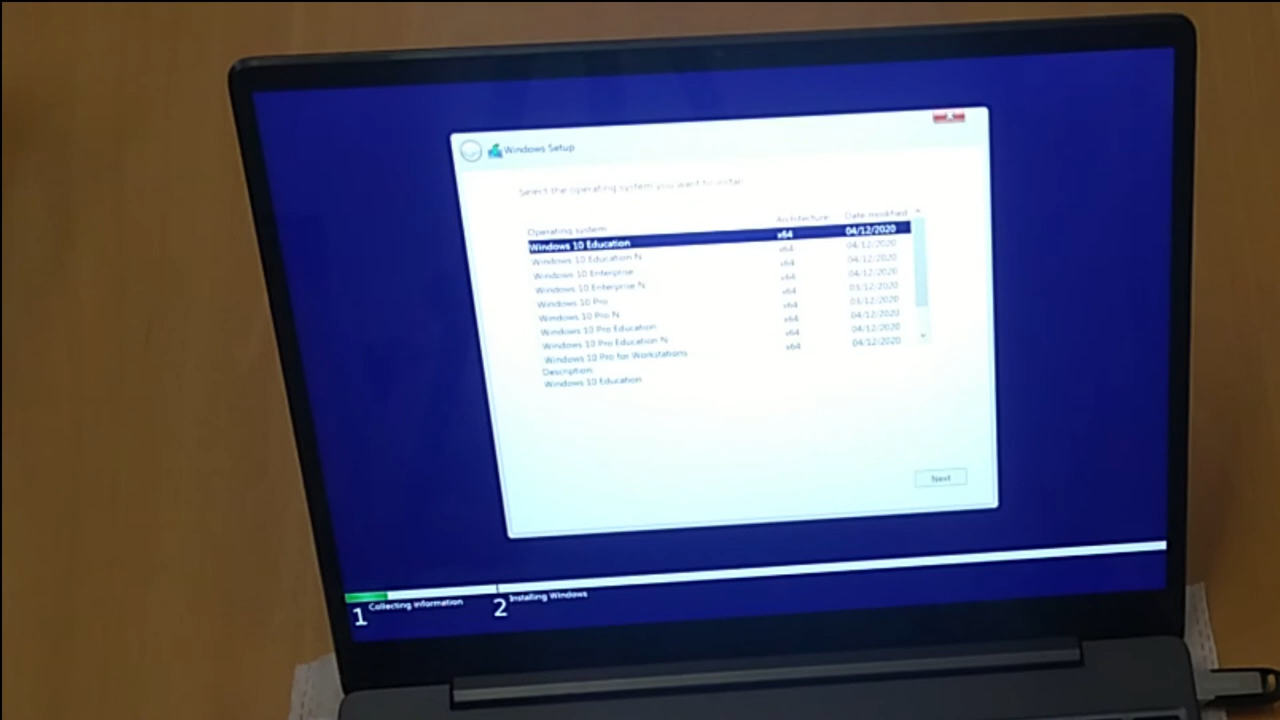 Windows Setup
Select the operating system you want to install
Operating system Architecture Date modified
Windows 10 Education x64 04/12/2020
Windows 10 Education N x64 04/12/2020
Windows 10 Enterprise x64 04/12/2020
Windows 10 Enterprise N x64 04/12/2020
Windows 10 Pro x64 03/12/2020
Windows 10 Pro N x64 03/12/2020
Windows 10 Pro Education x64 04/12/2020
Windows 10 Pro Education N x64 04/12/2020
Windows 10 Pro for Workstations x64 04/12/2020
Description:
Windows 10 Education
Next
1 Collecting information
2 Installing Windows